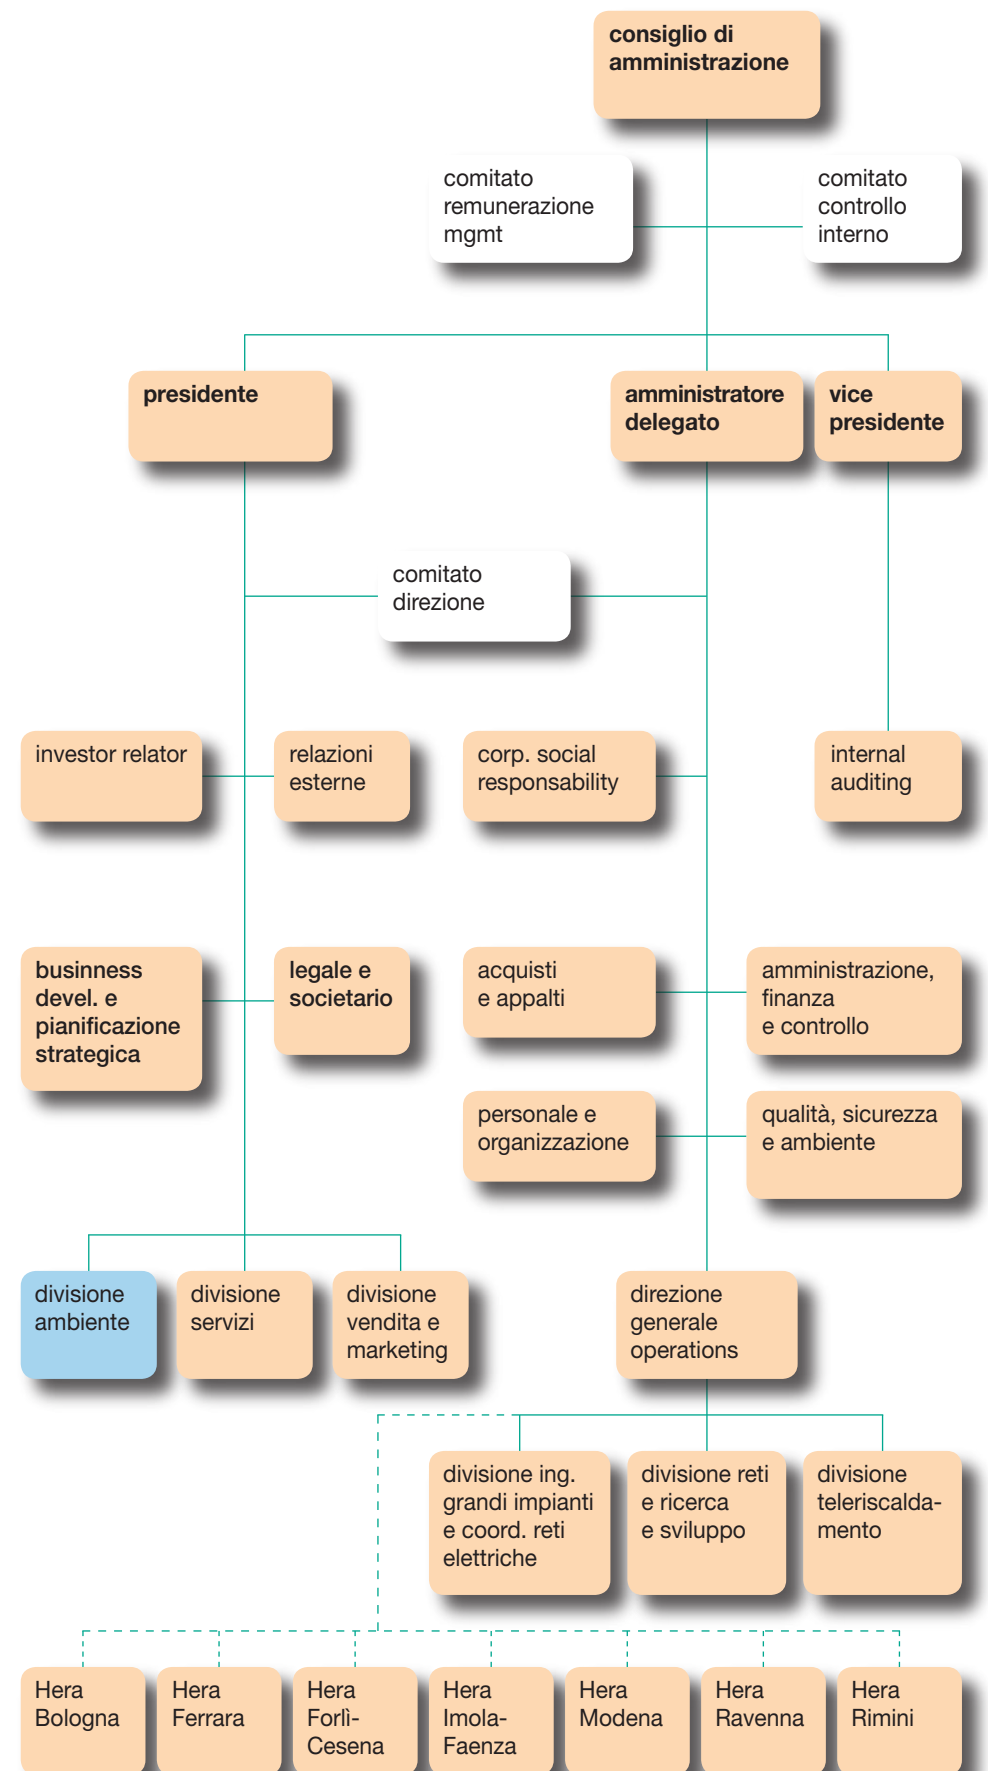 consiglio di
amministrazione
comitato
remunerazione
mgmt
comitato
controllo
interno
presidente
amministratore
delegato
vice
presidente
comitato
direzione
investor relator
relazioni
esterne
corp. social
responsability
internal
auditing
businness
devel. e
pianificazione
strategica
legale e
societario
acquisti
e appalti
amministrazione,
finanza
e controllo
personale e
organizzazione
qualità, sicurezza
e ambiente
divisione
ambiente
divisione
servizi
divisione
vendita e
marketing
direzione
generale
operations
divisione ing.
grandi impianti
e coord. reti
elettriche
divisione reti
e ricerca
e sviluppo
divisione
teleriscalda-
mento
Hera
Bologna
Hera
Ferrara
Hera
Forlì-
Cesena
Hera
Imola-
Faenza
Hera
Modena
Hera
Ravenna
Hera
Rimini